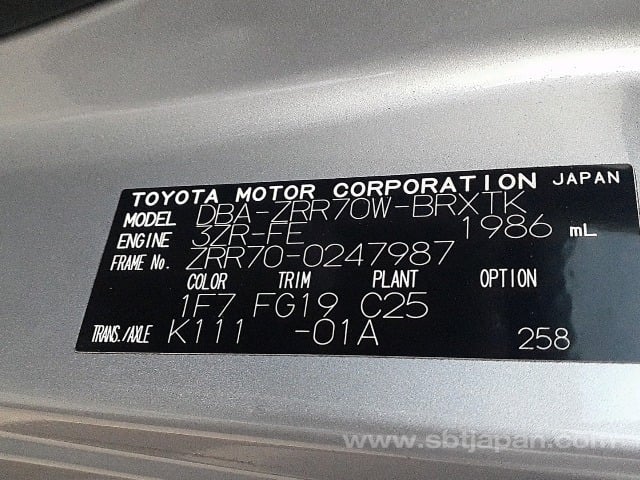 TOYOTA MOTOR CORPORATION JAPAN
MODEL DBA-ZRR70W-BRXTK
ENGINE 3ZR-FE 1986 mL
FRAME No. ZRR70-0247987
COLOR TRIM PLANT OPTION
1F7 FG19 C25
TRANS./AXLE K111 -01A 258
www.sbtjapan.com